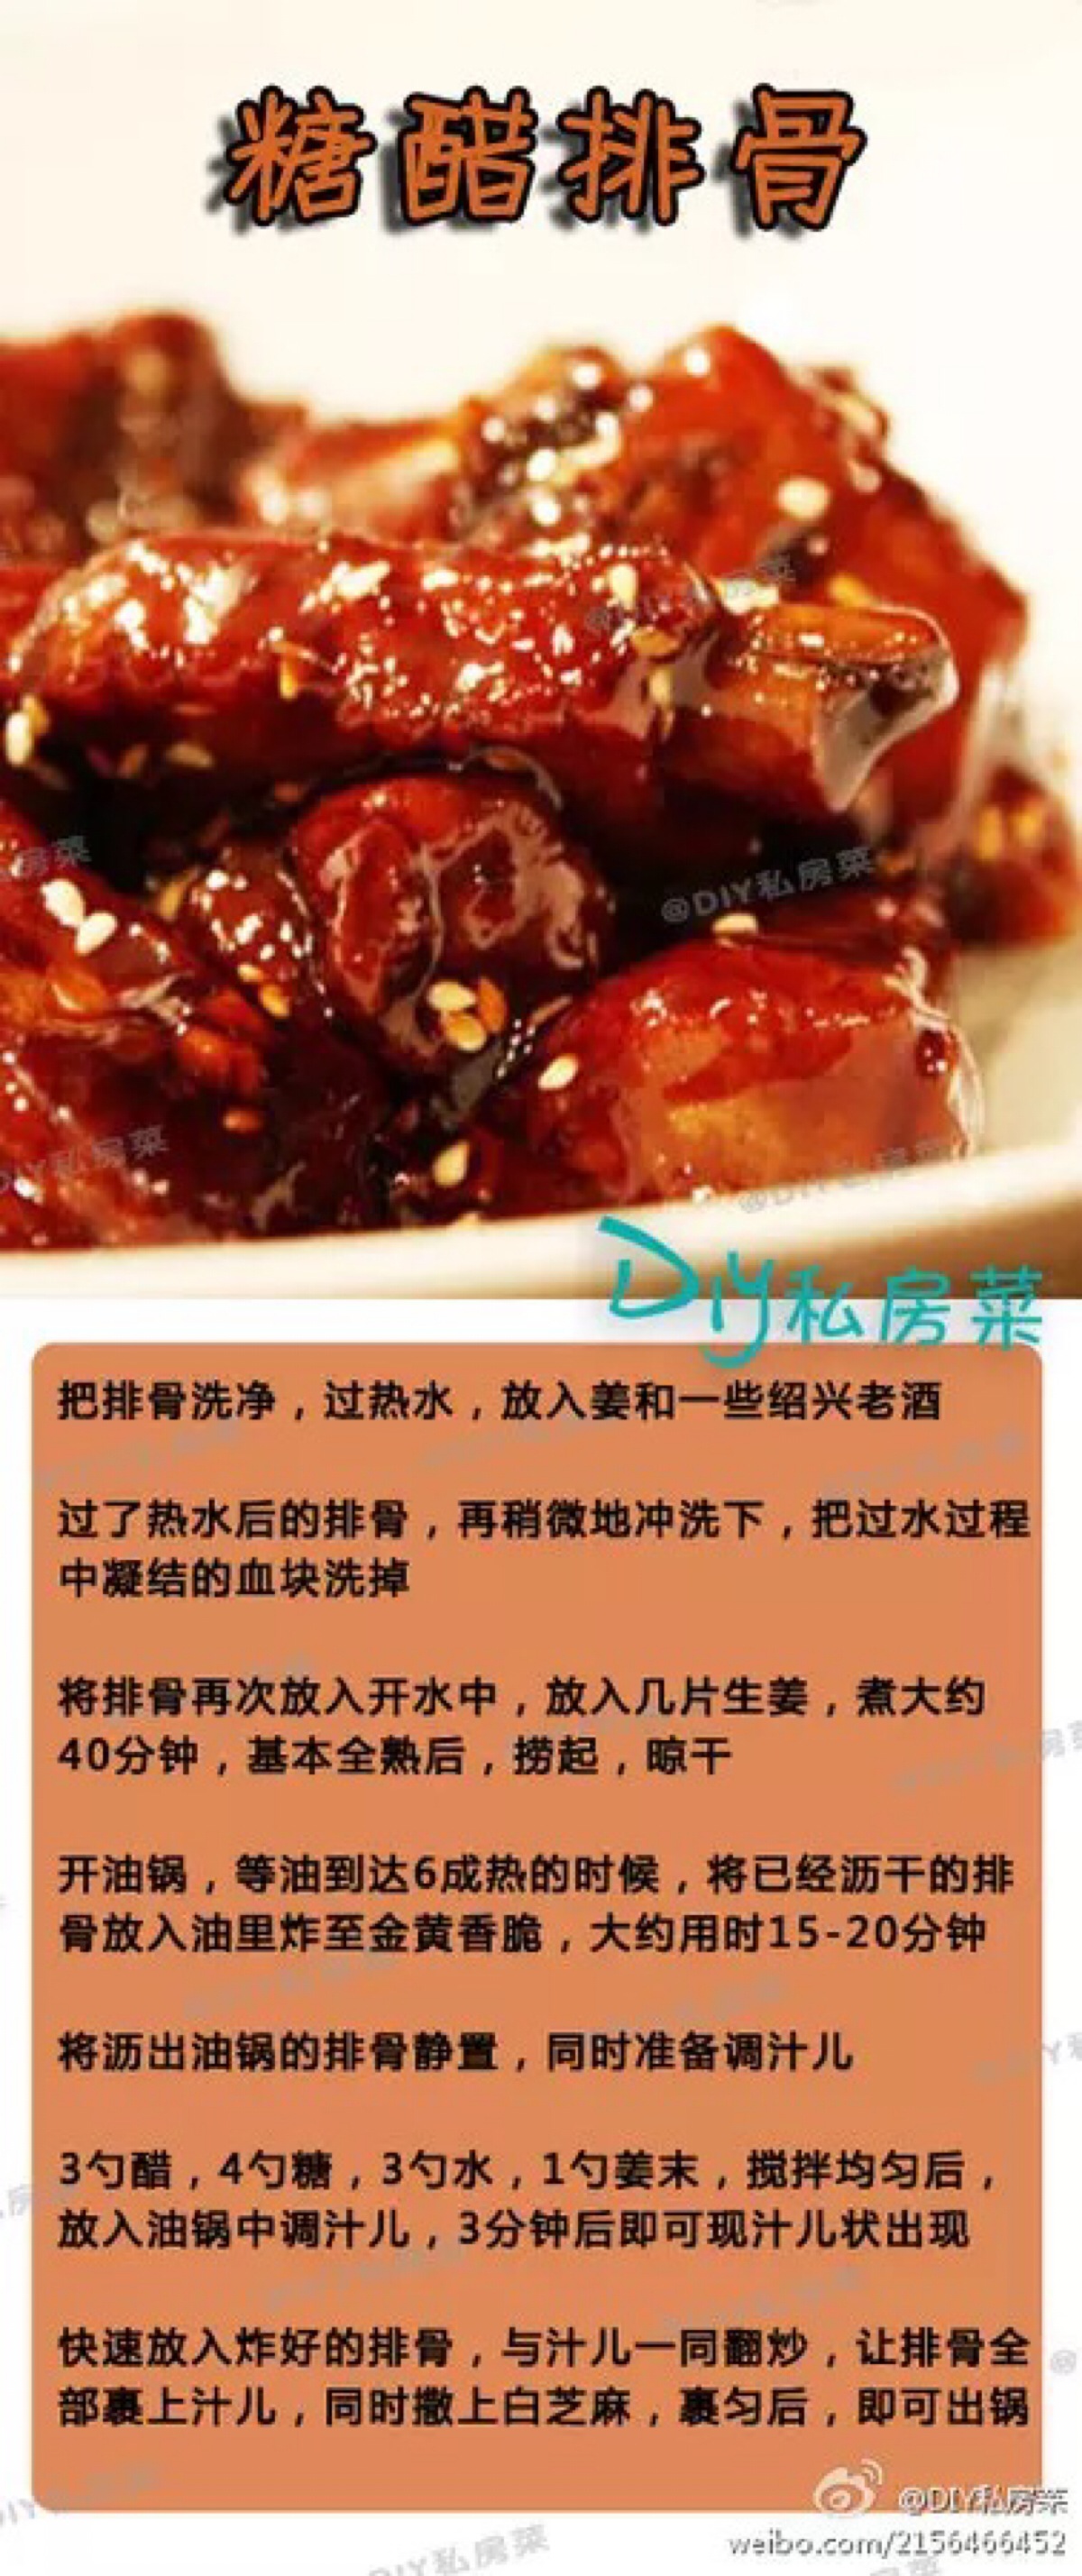 糖醋排骨
@DIY私房菜
DIY私房菜
把排骨洗净，过热水，放入姜和一些绍兴老酒
过了热水后的排骨，再稍微地冲洗下，把过水过程
中凝结的血块洗掉
将排骨再次放入开水中，放入几片生姜，煮大约
40分钟，基本全熟后，捞起，晾干
开油锅，等油到达6成热的时候，将已经沥干的排
骨放入油里炸至金黄香脆，大约用时15-20分钟
将沥出油锅的排骨静置，同时准备调汁儿
3勺醋，4勺糖，3勺水，1勺姜末，搅拌均匀后，
放入油锅中调汁儿，3分钟后即可现汁儿状出现
快速放入炸好的排骨，与汁儿一同翻炒，让排骨全
部裹上汁儿，同时撒上白芝麻，裹匀后，即可出锅
@DIY私房菜
weibo.com/2156466452